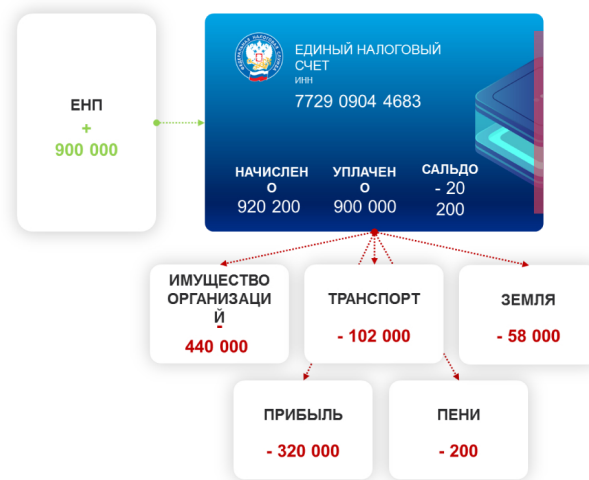 ЕНП
+
900 000
ЕДИНЫЙ НАЛОГОВЫЙ
СЧЕТ
ИНН
7729 0904 4683
НАЧИСЛЕН
О
920 200
УПЛАЧЕН
О
900 000
САЛЬДО
- 20
200
ИМУЩЕСТВО
ОРГАНИЗАЦИ
Й
-
440 000
ТРАНСПОРТ
- 102 000
ЗЕМЛЯ
- 58 000
ПРИБЫЛЬ
- 320 000
ПЕНИ
- 200